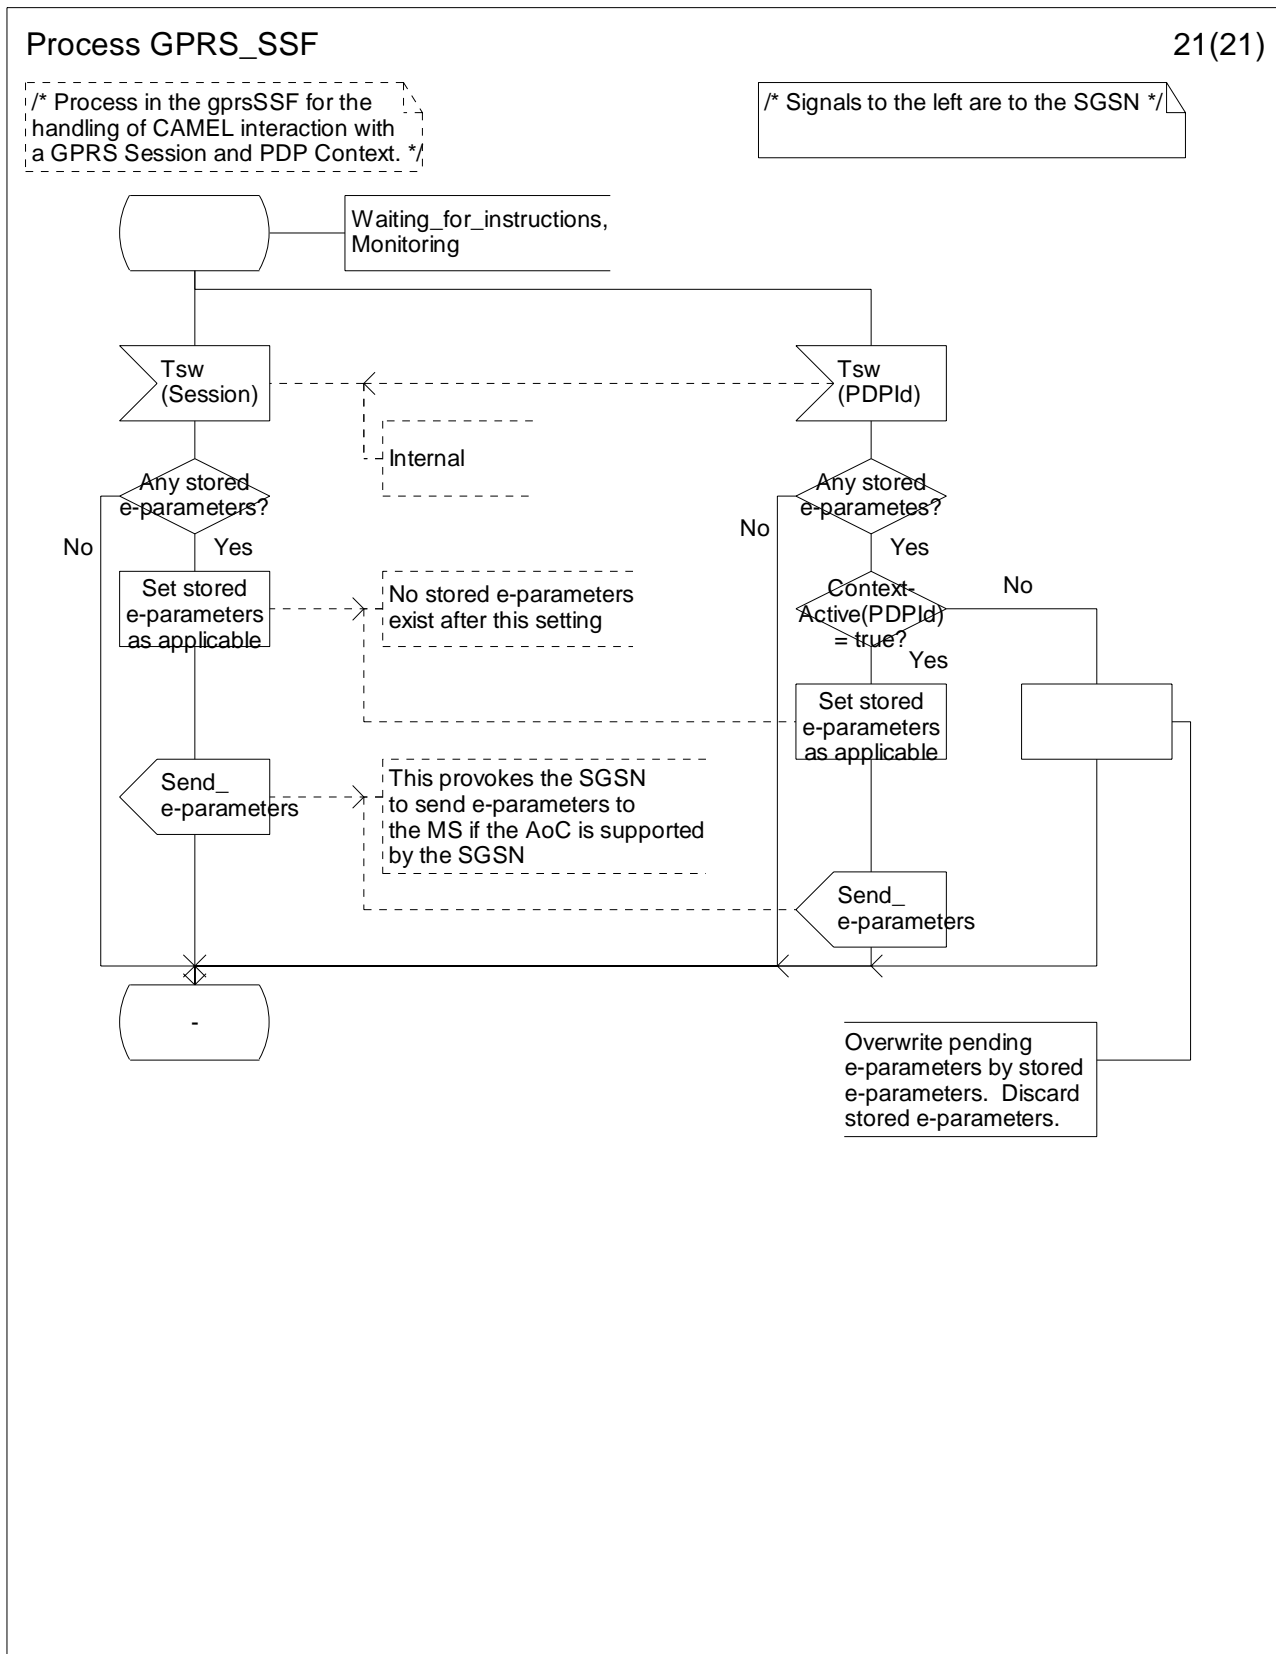 Process GPRS_SSF
21(21)
/* Process in the gprsSSF for the
handling of CAMEL interaction with
a GPRS Session and PDP Context. */
/* Signals to the left are to the SGSN */
Waiting_for_instructions,
Monitoring
Tsw
(Session)
Tsw
(PDPId)
Internal
Any stored
e-parameters?
Any stored
e-parametes?
No
Yes
No
Yes
Set stored
e-parameters
as applicable
No stored e-parameters
exist after this setting
Context-
Active(PDPId)
= true?
No
Yes
Set stored
e-parameters
as applicable
Send_
e-parameters
This provokes the SGSN
to send e-parameters to
the MS if the AoC is supported
by the SGSN
Send_
e-parameters
-
Overwrite pending
e-parameters by stored
e-parameters.  Discard
stored e-parameters.